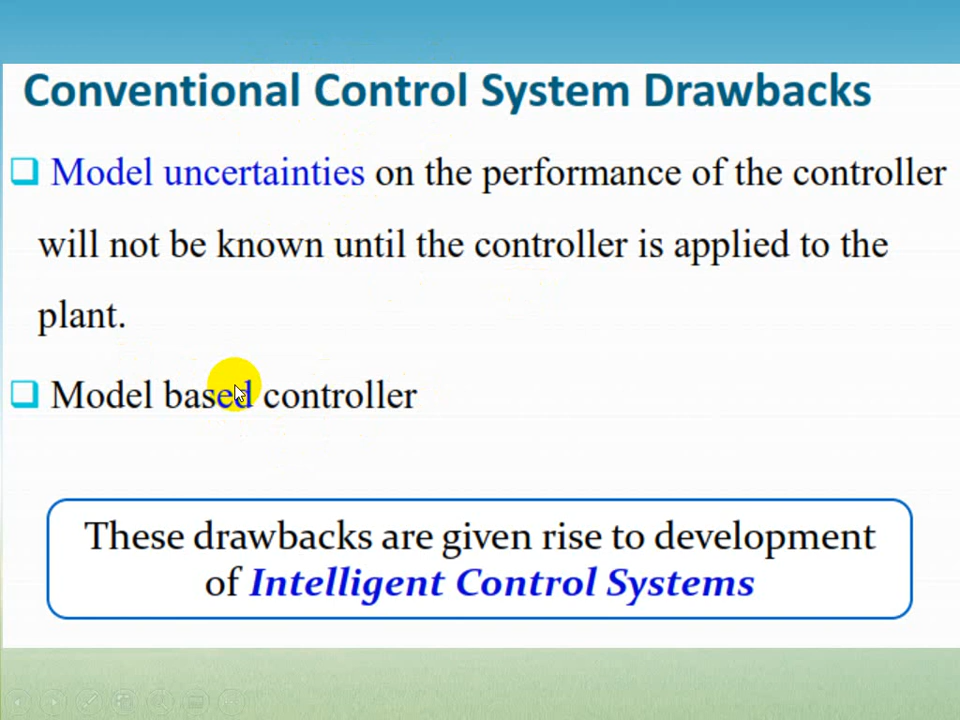 Conventional Control System Drawbacks
Model uncertainties on the performance of the controller
will not be known until the controller is applied to the
plant.
Model based controller
These drawbacks are given rise to development
of Intelligent Control Systems